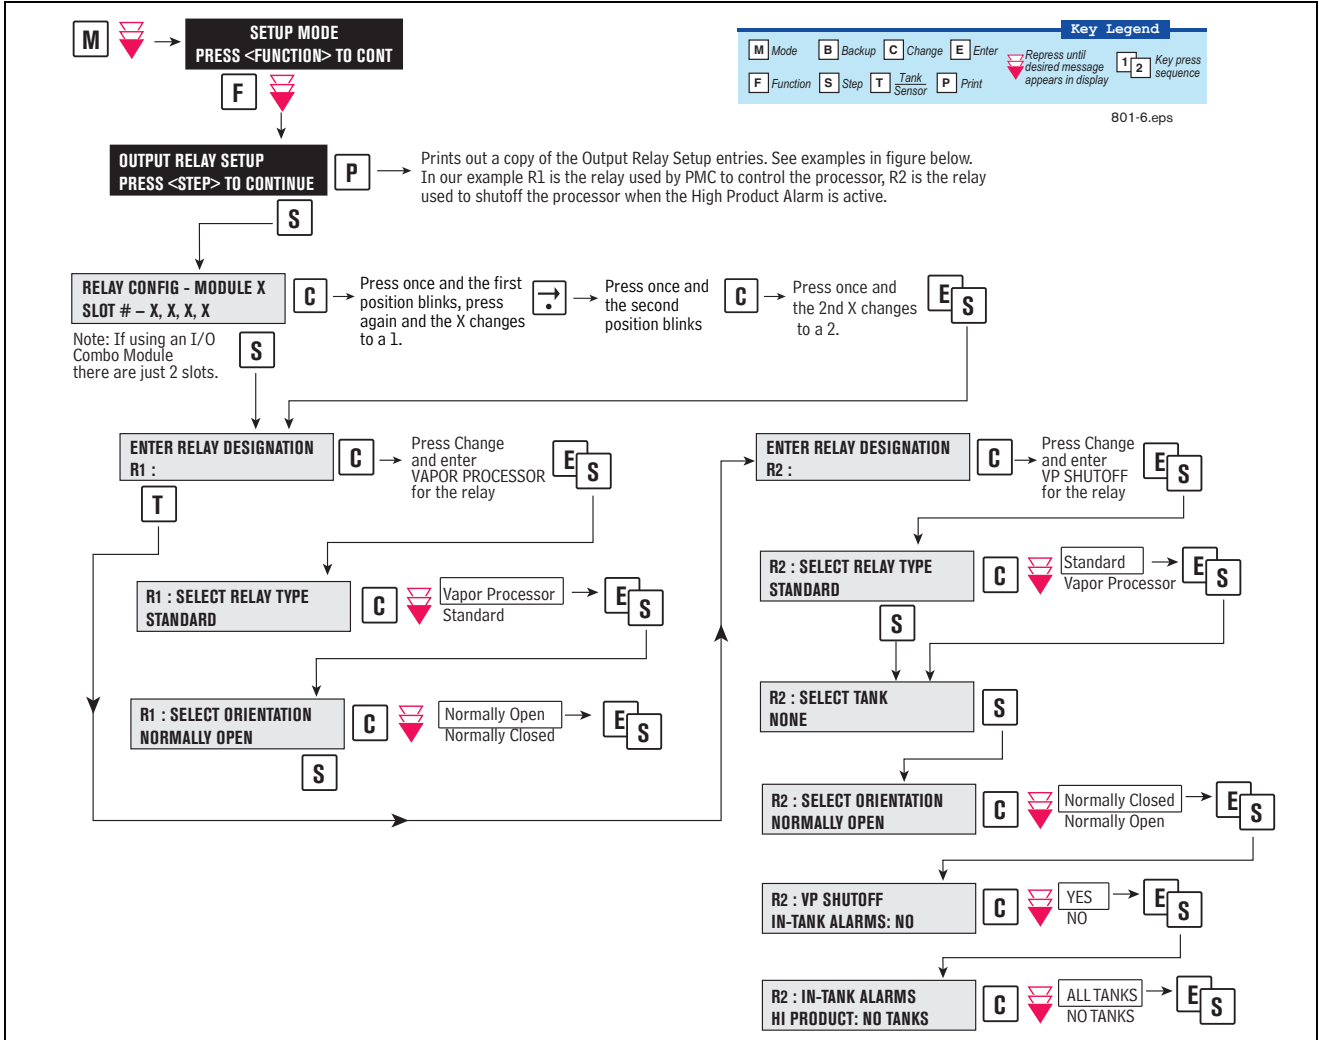 M
SETUP MODE
PRESS <FUNCTION> TO CONT
Key Legend
M Mode B Backup C Change E Enter
F Function S Step T Tank
Sensor P Print
Repress until
desired message
appears in display
1 2 Key press
sequence
801-6.eps
F
OUTPUT RELAY SETUP
PRESS <STEP> TO CONTINUE
P
Prints out a copy of the Output Relay Setup entries. See examples in figure below.
In our example R1 is the relay used by PMC to control the processor, R2 is the relay
used to shutoff the processor when the High Product Alarm is active.
S
RELAY CONFIG - MODULE X
SLOT # – X, X, X, X
C
Press once and the first
position blinks, press
again and the X changes
to a 1.
Press once and
the second
position blinks
C
Press once and
the 2nd X changes
to a 2.
E S
Note: If using an I/O
Combo Module
there are just 2 slots.
S
ENTER RELAY DESIGNATION
R1 :
C
Press Change
and enter
VAPOR PROCESSOR
for the relay
E S
T
R1 : SELECT RELAY TYPE
STANDARD
C
Vapor Processor
Standard
E S
R1 : SELECT ORIENTATION
NORMALLY OPEN
C
Normally Open
Normally Closed
E S
S
ENTER RELAY DESIGNATION
R2 :
C
Press Change
and enter
VP SHUTOFF
for the relay
E S
R2 : SELECT RELAY TYPE
STANDARD
C
Standard
Vapor Processor
E S
S
R2 : SELECT TANK
NONE
S
R2 : SELECT ORIENTATION
NORMALLY OPEN
C
Normally Closed
Normally Open
E S
R2 : VP SHUTOFF
IN-TANK ALARMS: NO
C
YES
NO
E S
R2 : IN-TANK ALARMS
HI PRODUCT: NO TANKS
C
ALL TANKS
NO TANKS
E S